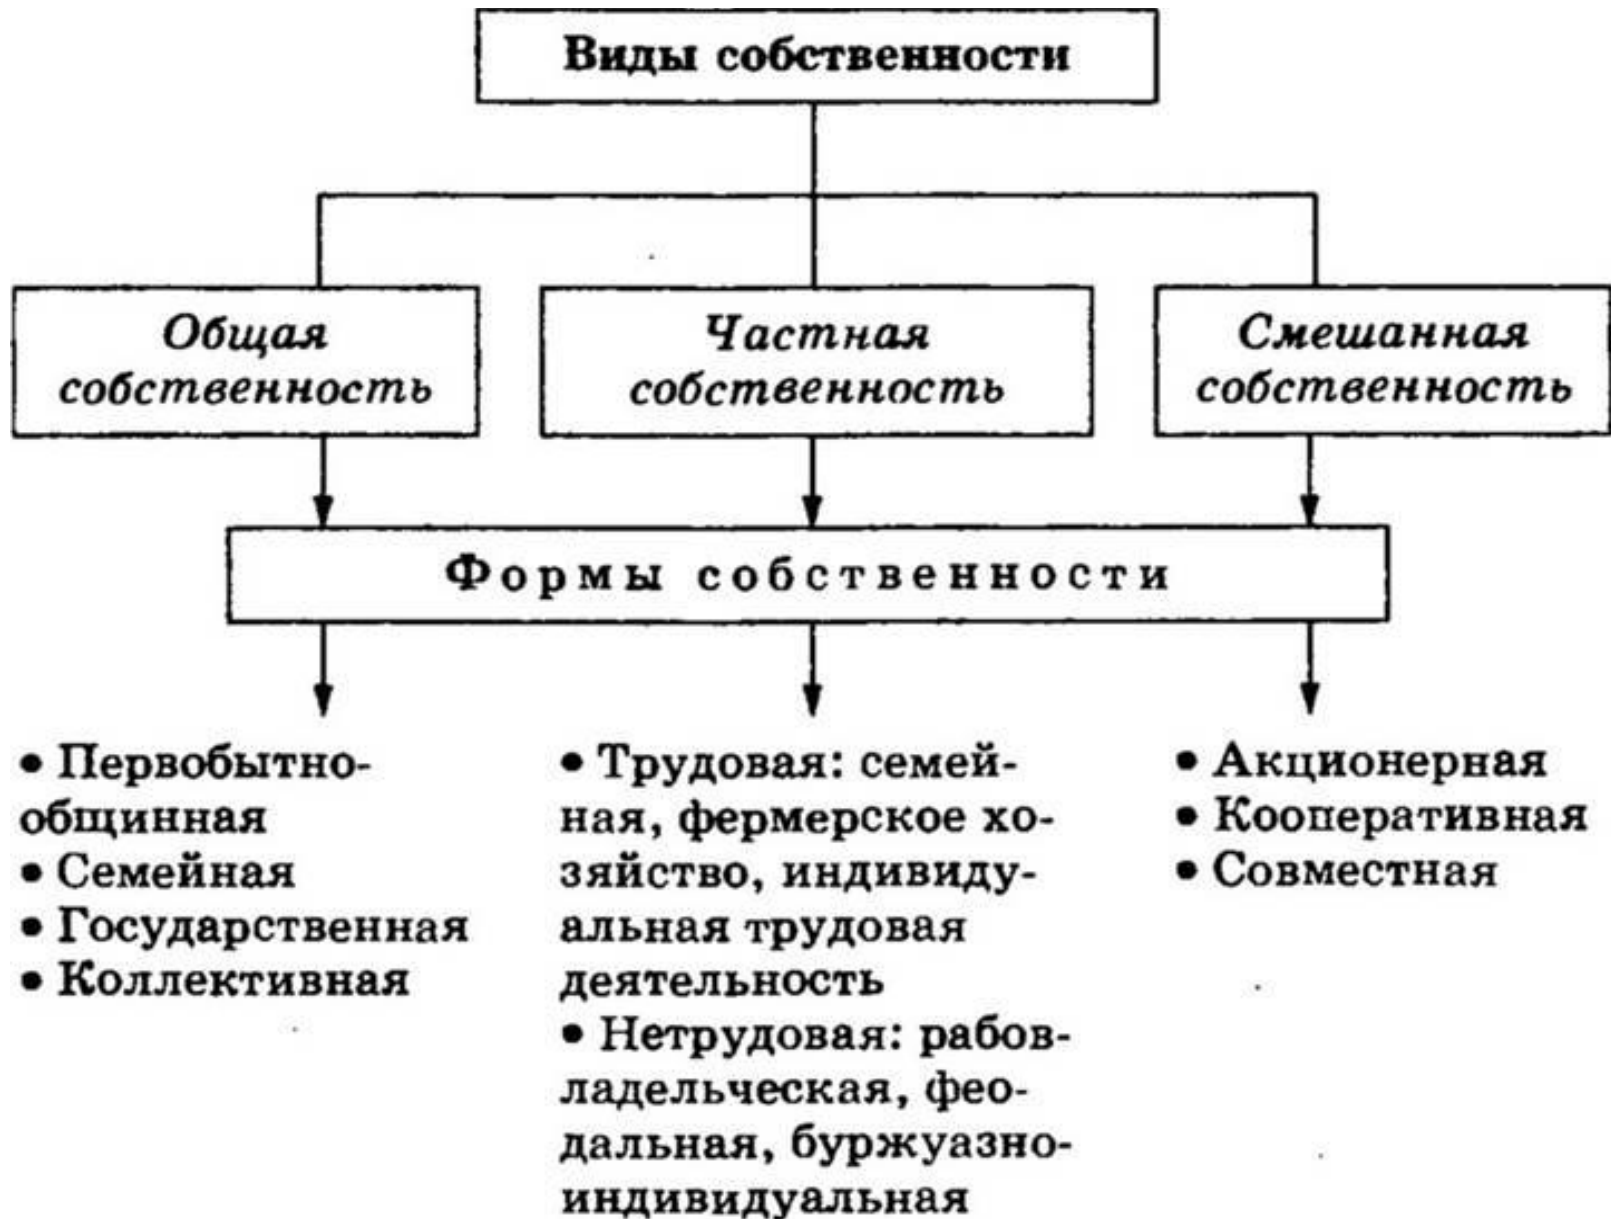 Виды собственности
Общая
собственность
Частная
собственность
Смешанная
собственность
Формы собственности
• Первобытно-
общинная
• Семейная
• Государственная
• Коллективная
• Трудовая: семей-
ная, фермерское хо-
зяйство, индивиду-
альная трудовая
деятельность
• Нетрудовая: рабов-
ладельческая, фео-
дальная, буржуазно-
индивидуальная
• Акционерная
• Кооперативная
• Совместная